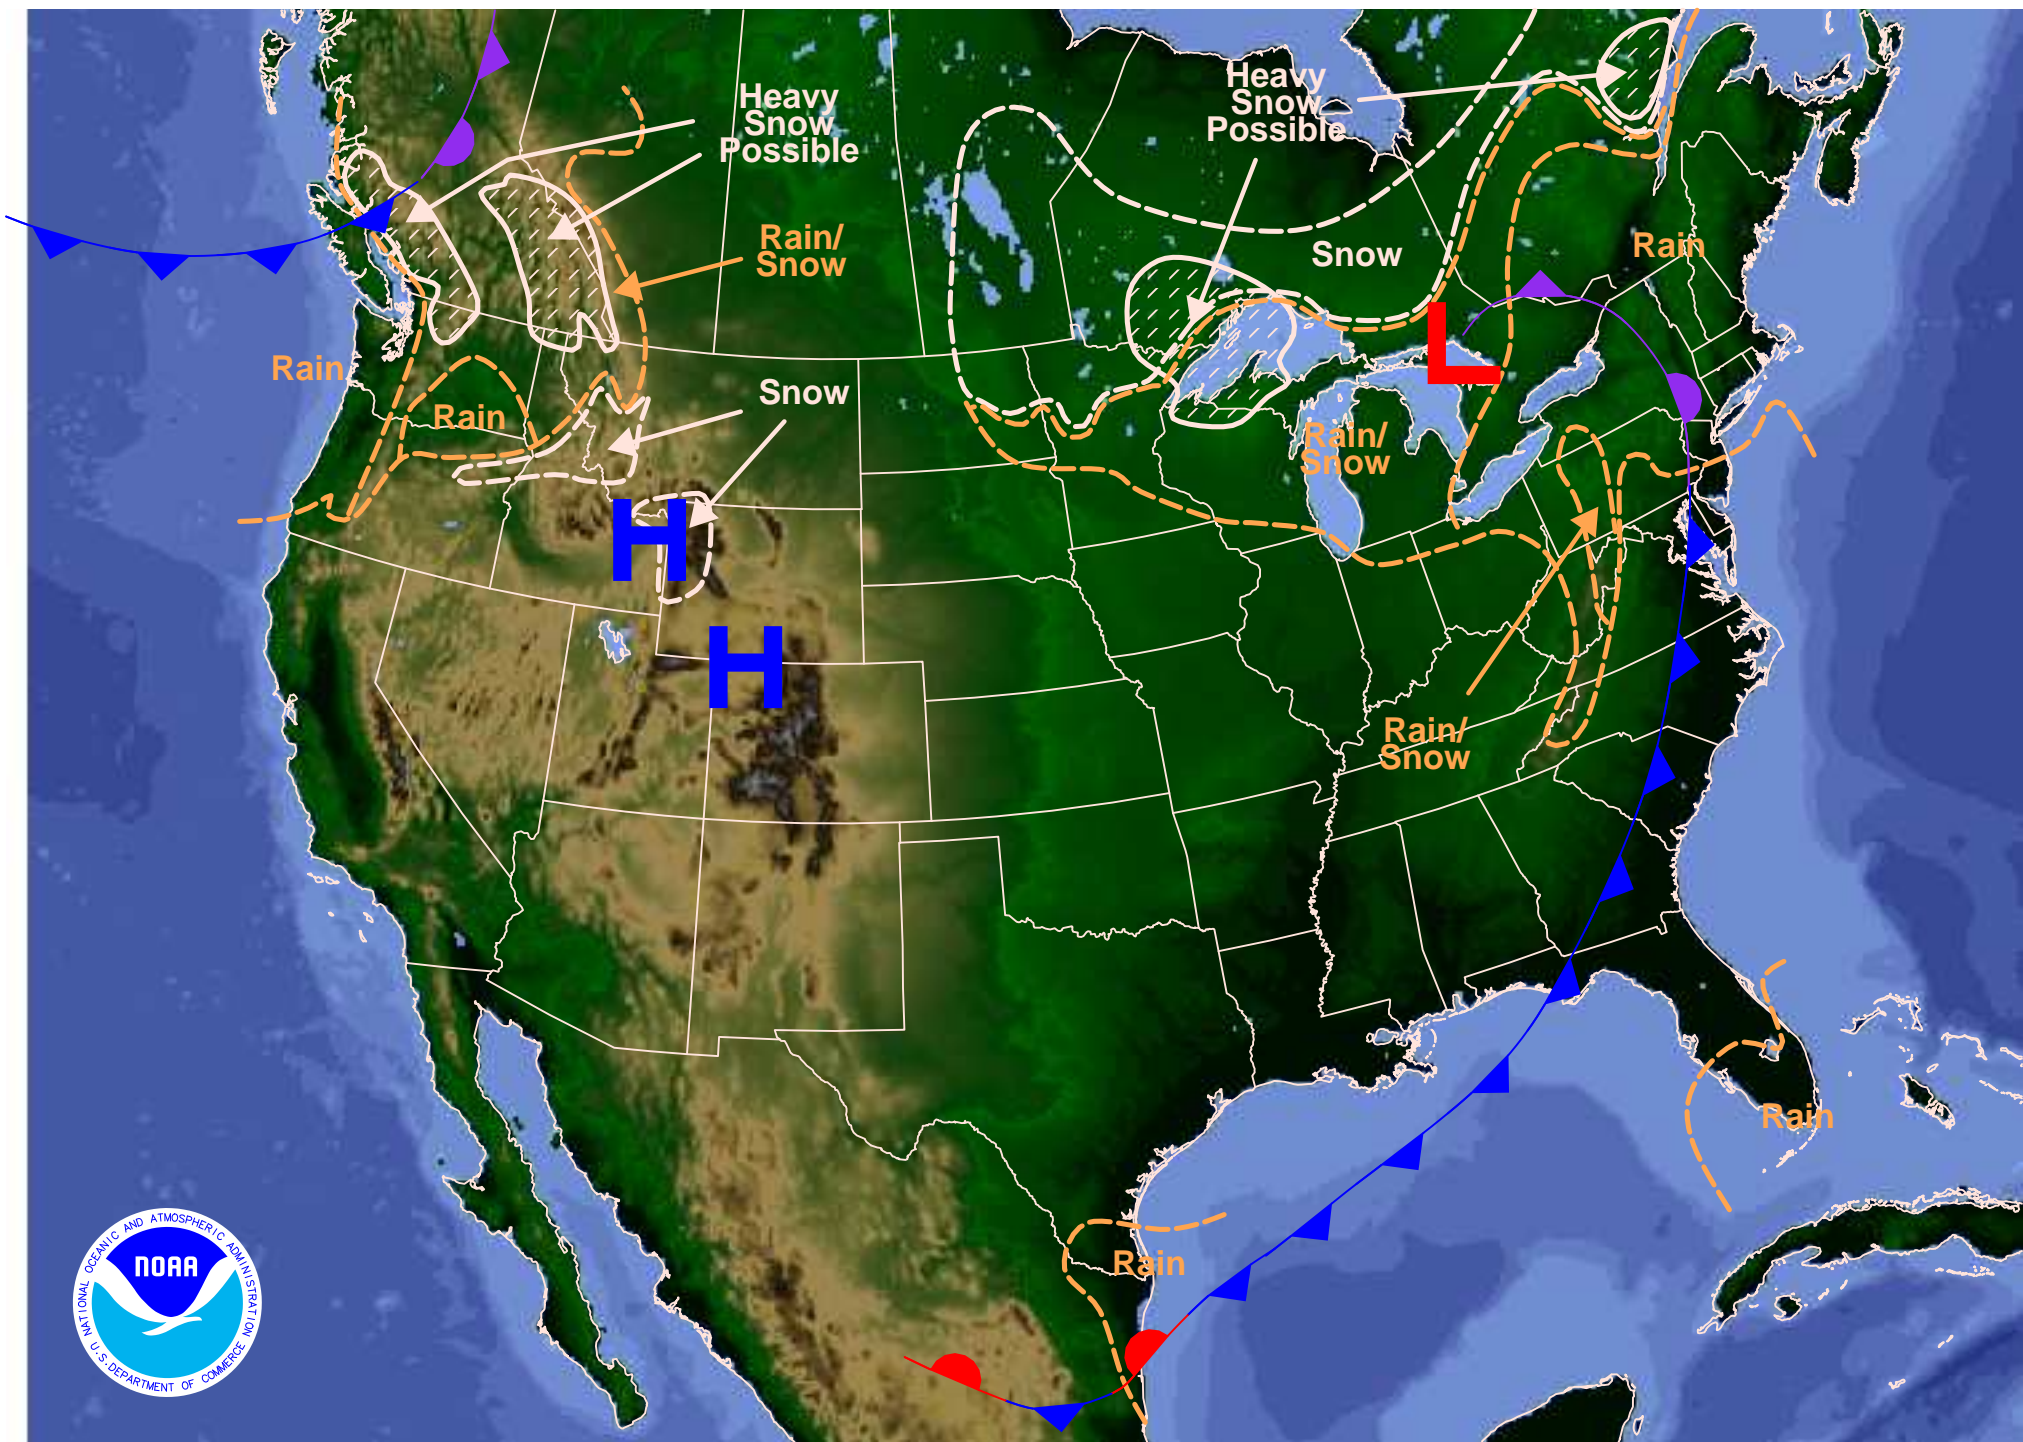 Heavy
Snow
Possible
Heavy
Snow
Possible
Rain/
Snow
Snow
Rain
L
Rain
Snow
Rain
Rain/
Snow
H
H
Rain/
Snow
Rain
Rain
NATIONAL OCEANIC AND ATMOSPHERIC ADMINISTRATION
NOAA
U.S. DEPARTMENT OF COMMERCE